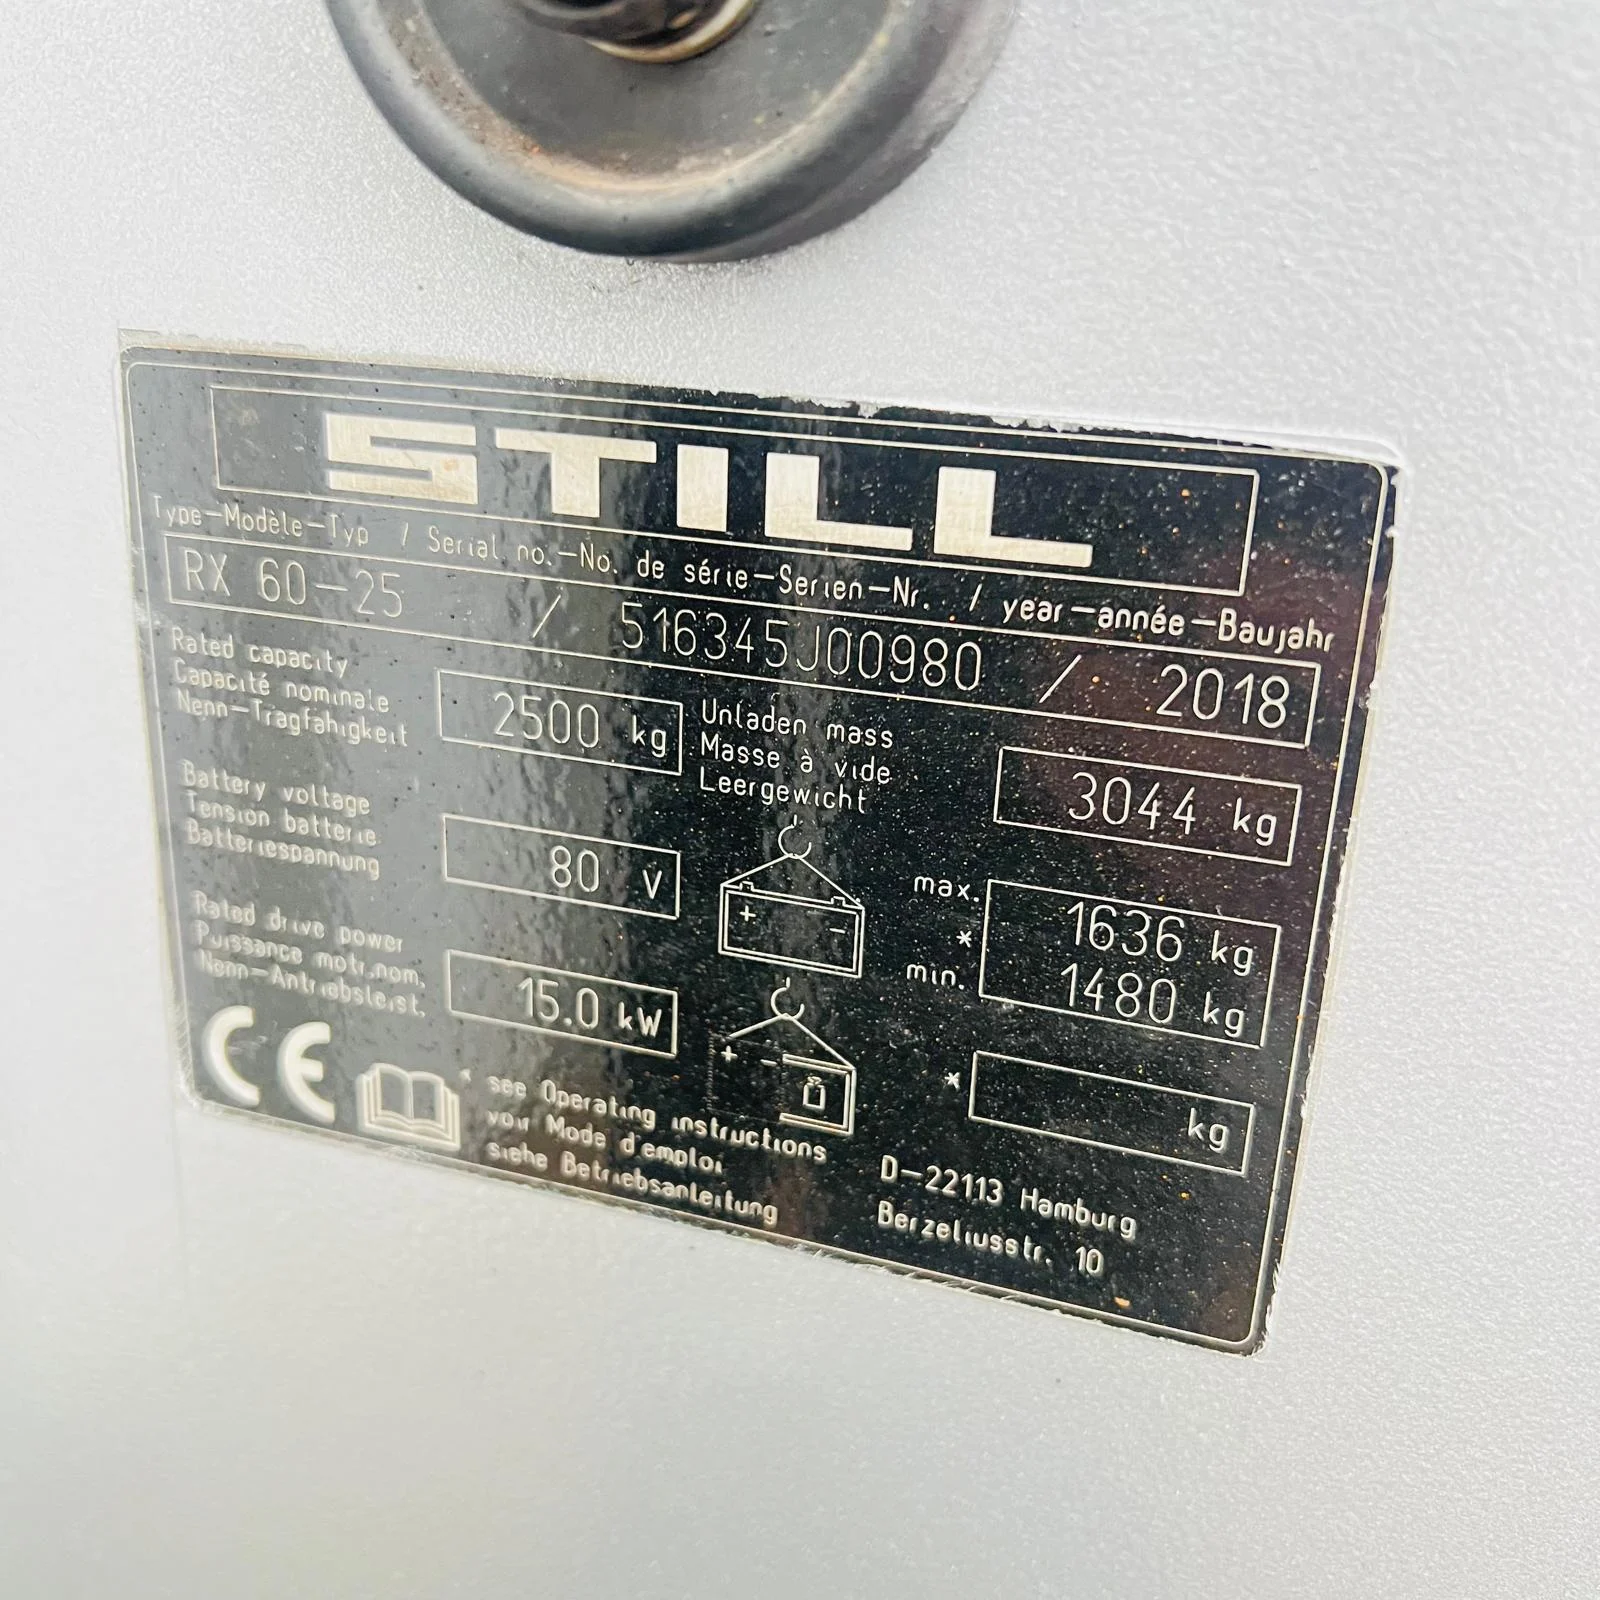 STILL
Type-Modèle-Typ / Serial no.-No. de série-Serien-Nr. / year-année-Baujahr
RX 60-25 / 516345J00980 / 2018
Rated capacity
Capacité nominale
Nenn-Tragfähigkeit
2500 kg
Unladen mass
Masse à vide
Leergewicht
3044 kg
Battery voltage
Tension batterie
Batteriespannung
80 V
+ -
max. 1636 kg
*
min. 1480 kg
Rated drive power
Puissance motr.nom.
Nenn-Antriebsleist.
15.0 kW
+ -
* kg
CE
* see Operating instructions
voir Mode d'emploi
siehe Betriebsanleitung
D-22113 Hamburg
Berzeliusstr. 10